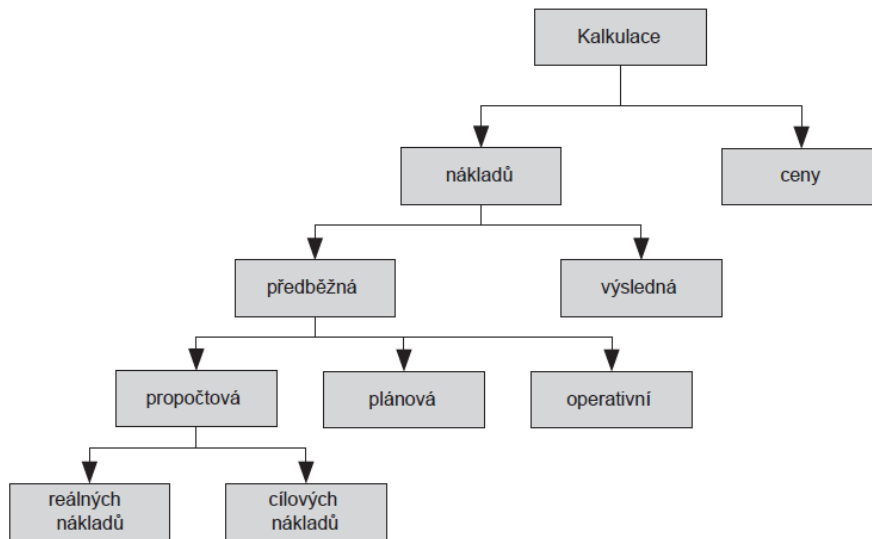 Kalkulace
nákladů
ceny
předběžná
výsledná
propočtová
plánová
operativní
reálných
nákladů
cílových
nákladů